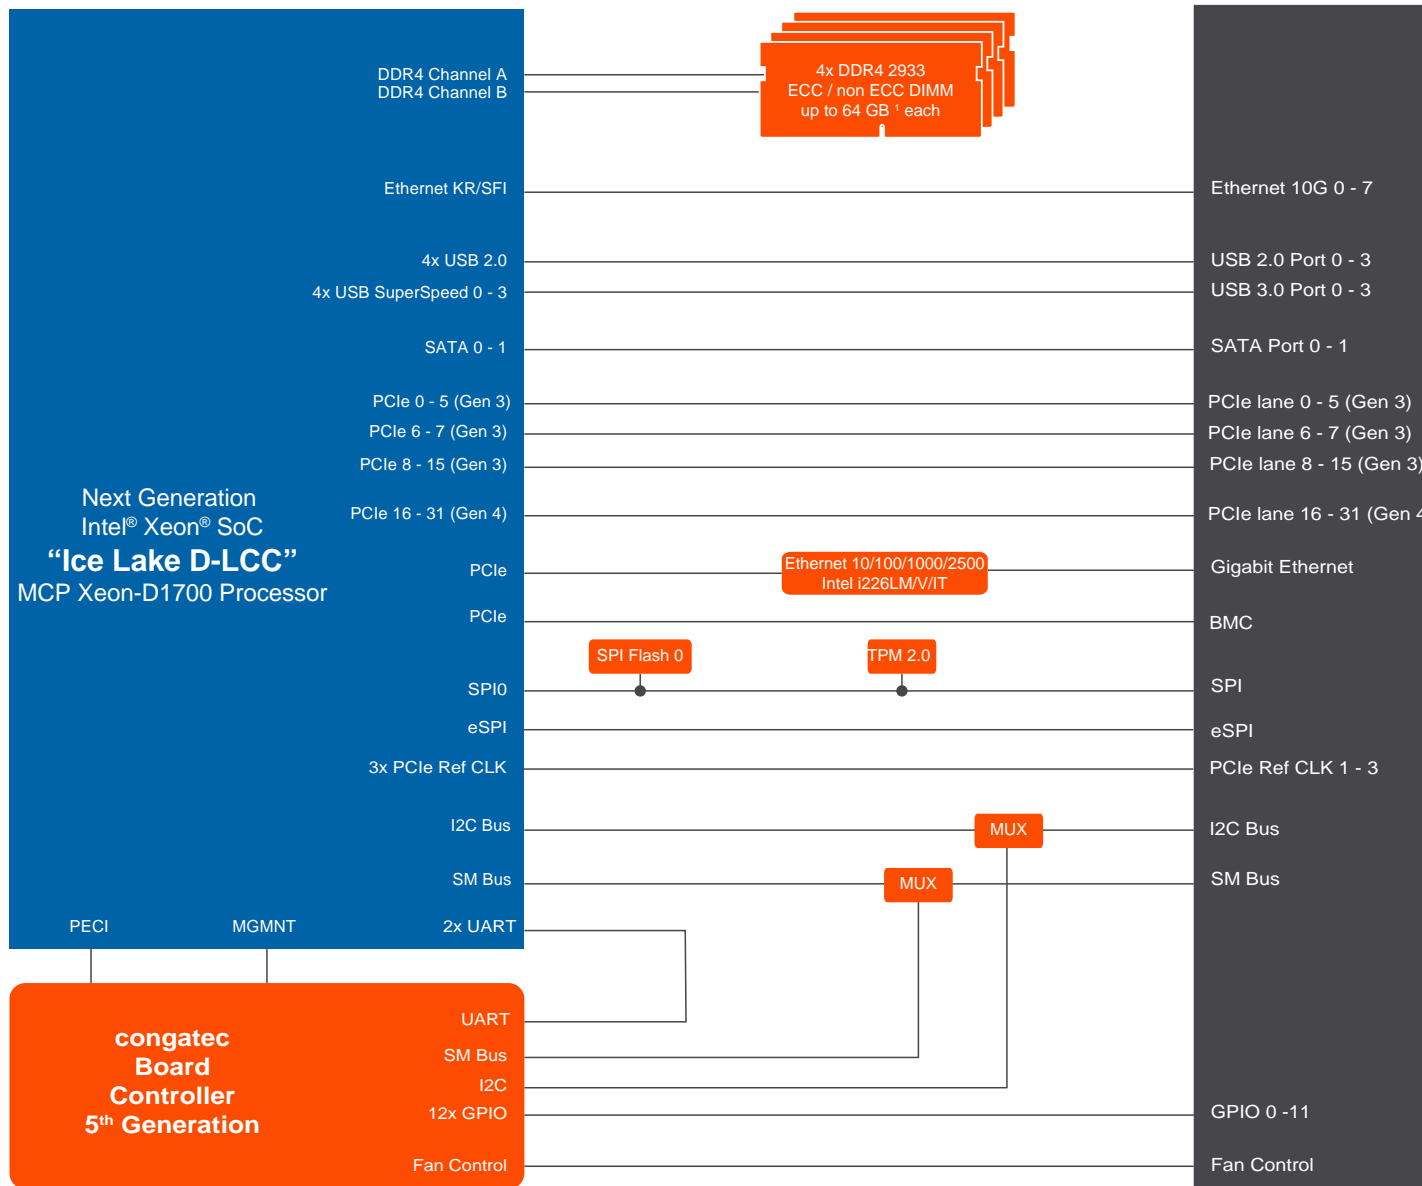 DDR4 Channel A
DDR4 Channel B
4x DDR4 2933
ECC / non ECC DIMM
up to 64 GB ¹ each
Ethernet KR/SFI
Ethernet 10G 0 - 7
4x USB 2.0
USB 2.0 Port 0 - 3
4x USB SuperSpeed 0 - 3
USB 3.0 Port 0 - 3
SATA 0 - 1
SATA Port 0 - 1
PCIe 0 - 5 (Gen 3)
PCIe lane 0 - 5 (Gen 3)
PCIe 6 - 7 (Gen 3)
PCIe lane 6 - 7 (Gen 3)
PCIe 8 - 15 (Gen 3)
PCIe lane 8 - 15 (Gen 3)
PCIe 16 - 31 (Gen 4)
PCIe lane 16 - 31 (Gen 4
Next Generation
Intel® Xeon® SoC
“Ice Lake D-LCC”
MCP Xeon-D1700 Processor
PCIe
Ethernet 10/100/1000/2500
Intel i226LM/V/IT
Gigabit Ethernet
PCIe
BMC
SPI Flash 0
TPM 2.0
SPI0
SPI
eSPI
eSPI
3x PCIe Ref CLK
PCIe Ref CLK 1 - 3
I2C Bus
MUX
I2C Bus
SM Bus
MUX
SM Bus
PECI
MGMNT
2x UART
congatec
Board
Controller
5th Generation
UART
SM Bus
I2C
12x GPIO
GPIO 0 -11
Fan Control
Fan Control